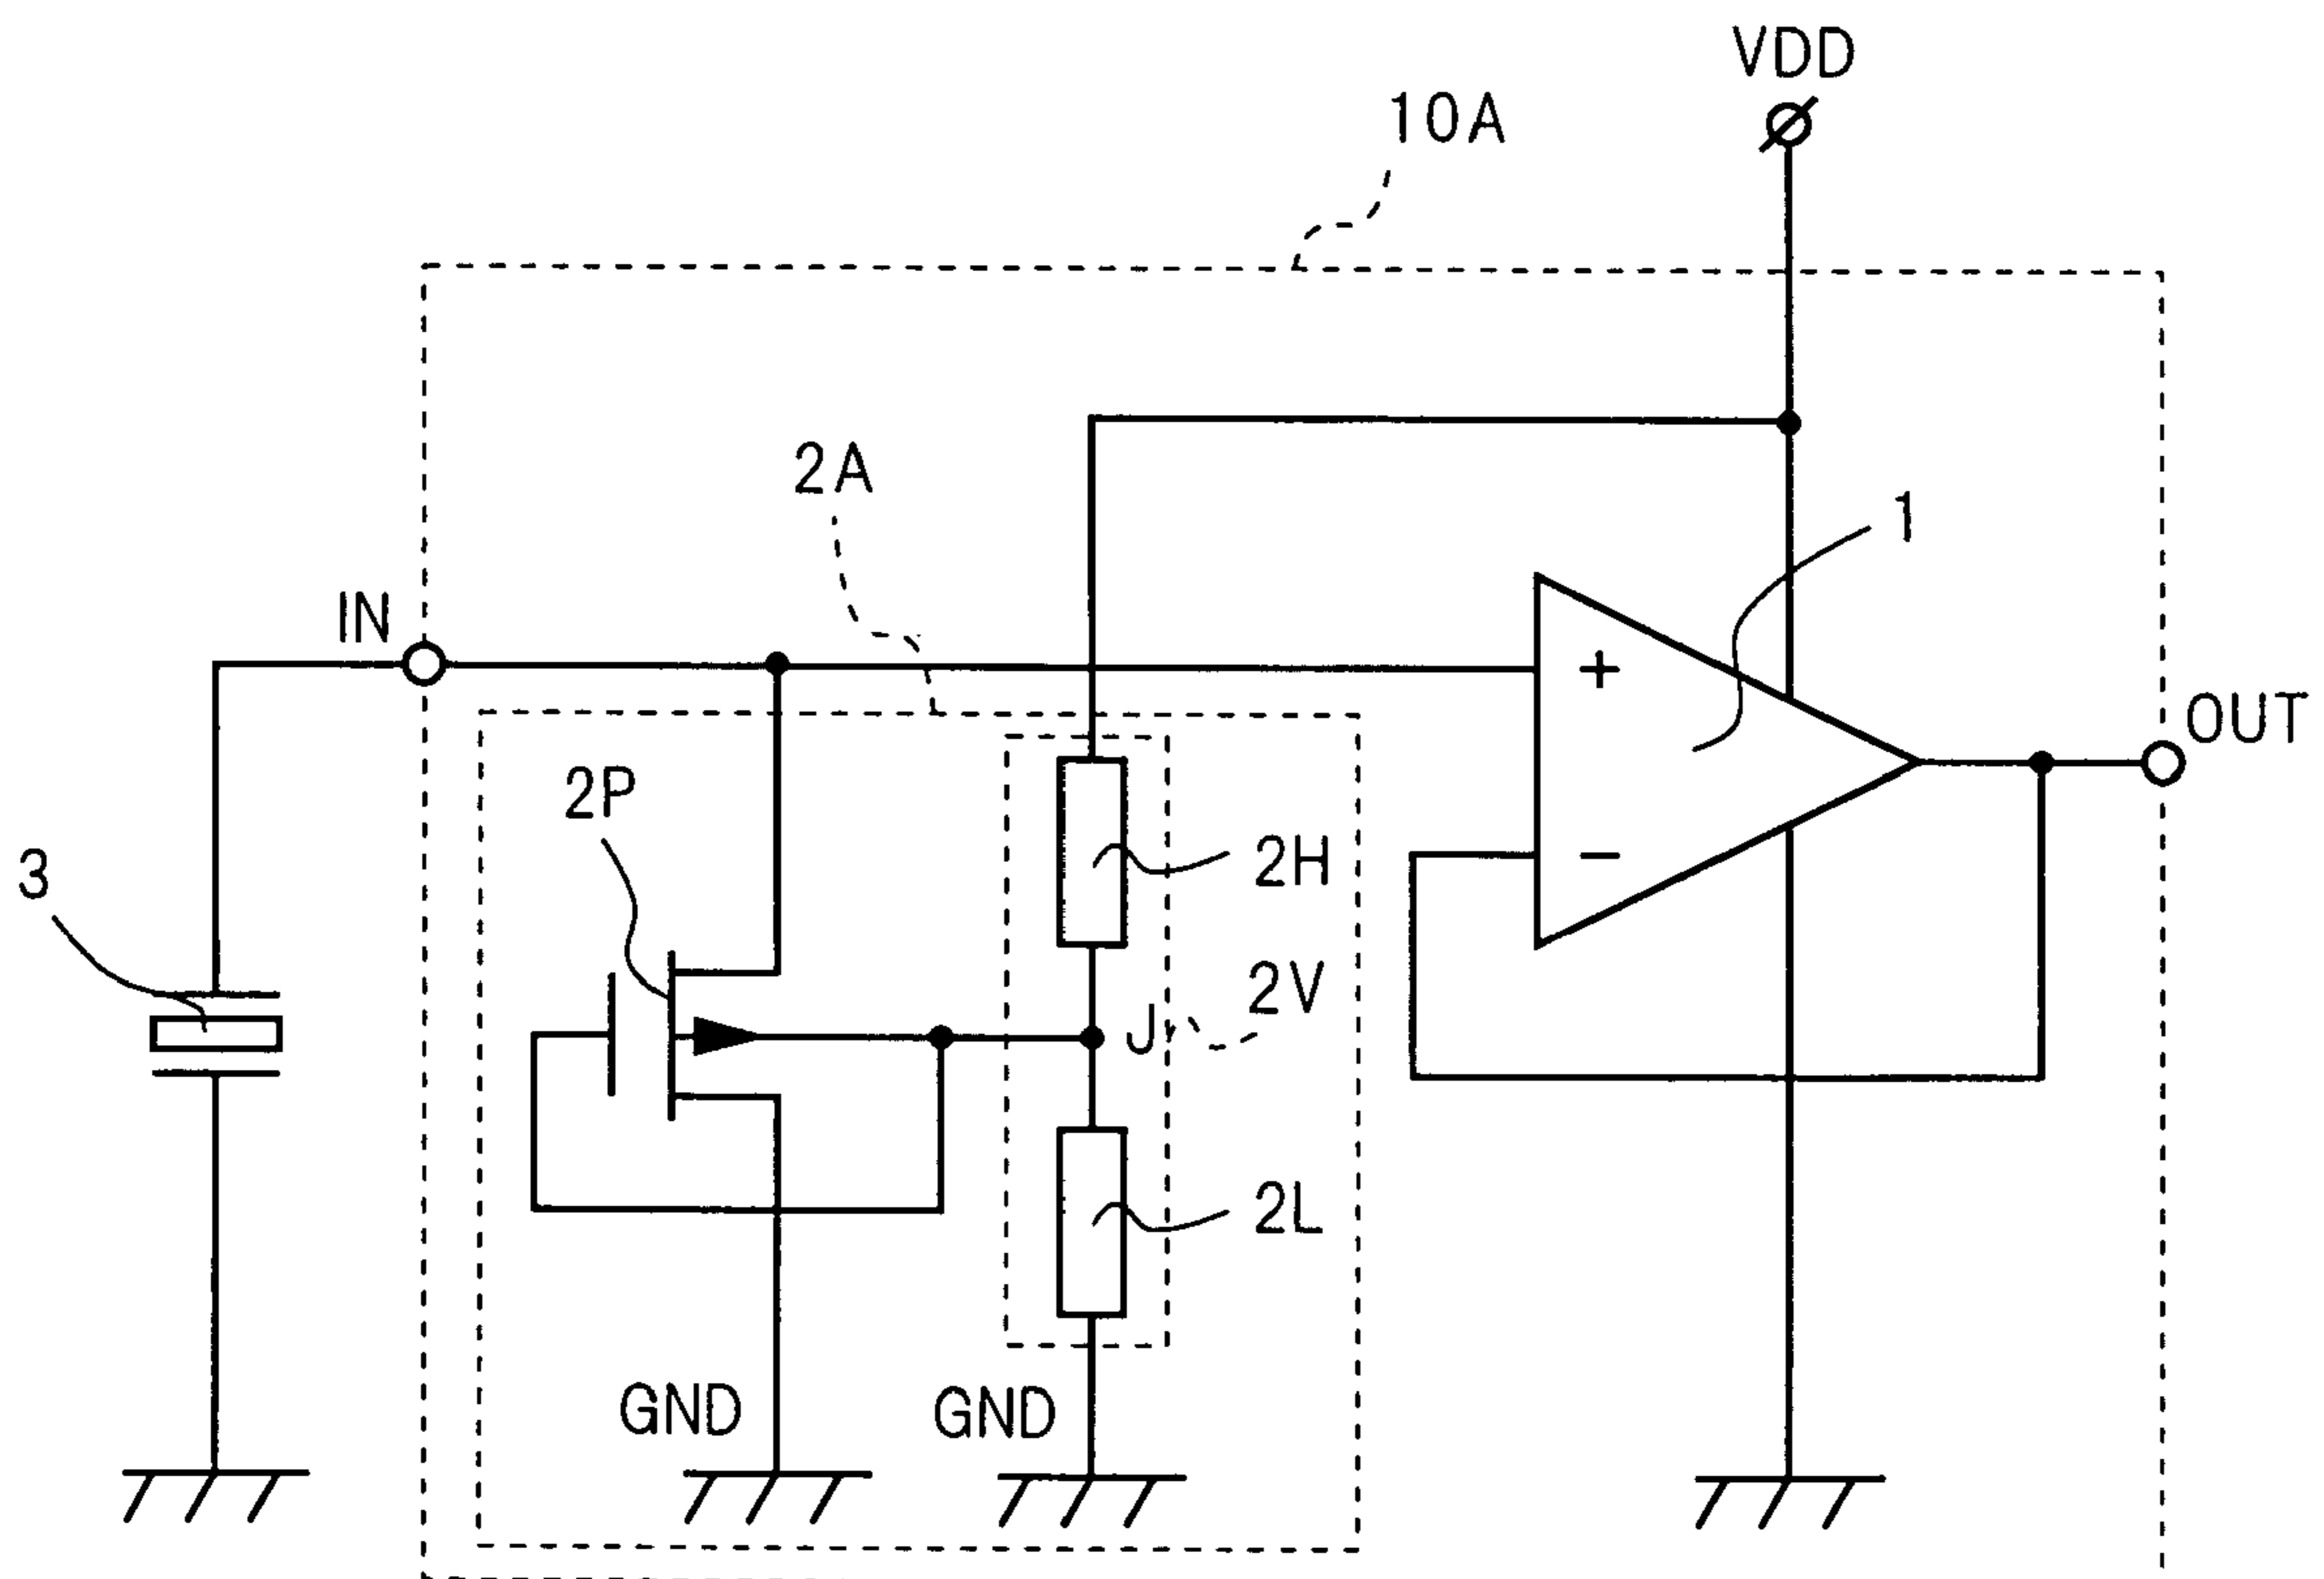 VDD
10A
2A
1
IN
+
OUT
2P
2H
3
−
2V
J
2L
GND
GND